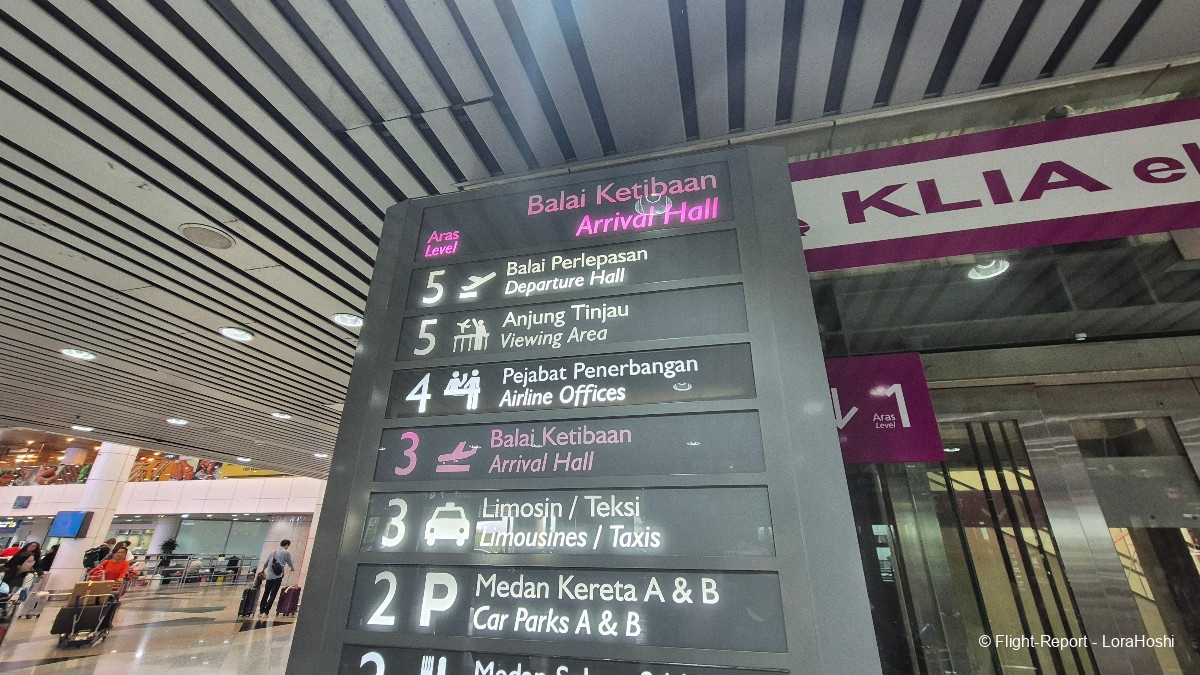 Balai Ketibaan
Arrival Hall
Aras
Level
5 Balai Perlepasan
Departure Hall
5 Anjung Tinjau
Viewing Area
4 Pejabat Penerbangan
Airline Offices
3 Balai Ketibaan
Arrival Hall
3 Limosin / Teksi
Limousines / Taxis
2 P Medan Kereta A & B
Car Parks A & B
2 Medan
KLIA
1
Aras
Level
© Flight-Report - LoraHoshi